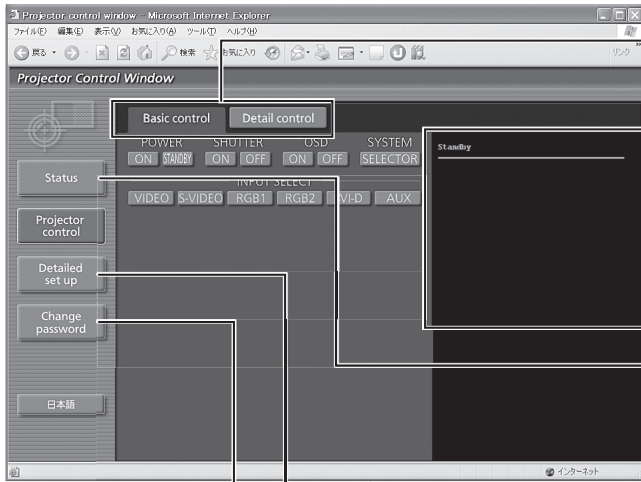 Projector control window - Microsoft Internet Explorer
ファイル(F) 編集(E) 表示(V) お気に入り(A) ツール(T) ヘルプ(H)
戻る 検索 お気に入り リンク »
Projector Control Window
Basic control Detail control
POWER SHUTTER OSD SYSTEM
ON STANDBY ON OFF ON OFF SELECTOR
INPUT SELECT
VIDEO S-VIDEO RGB1 RGB2 VI-D AUX
Standby
Status
Projector
control
Detailed
set up
Change
password
日本語
インターネット